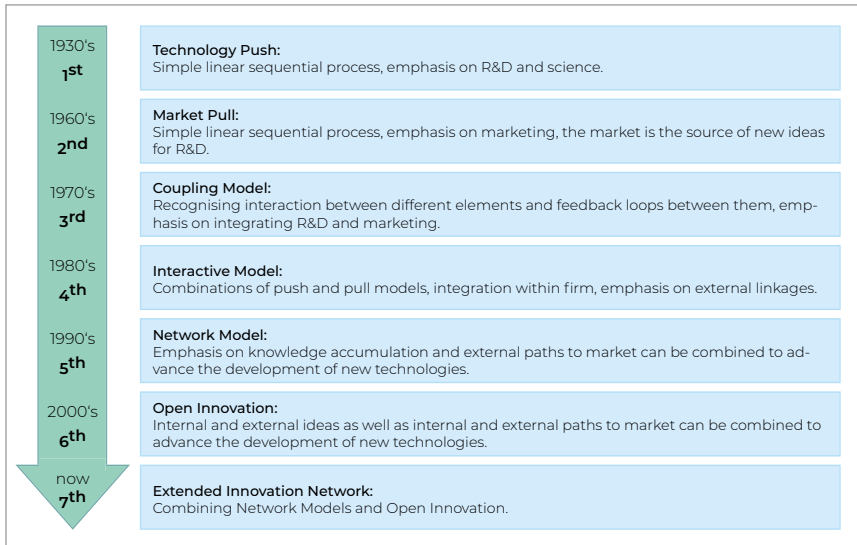 1930‘s
1st
Technology Push:
Simple linear sequential process, emphasis on R&D and science.
1960‘s
2nd
Market Pull:
Simple linear sequential process, emphasis on marketing, the market is the source of new ideas
for R&D.
1970‘s
3rd
Coupling Model:
Recognising interaction between different elements and feedback loops between them, emp-
hasis on integrating R&D and marketing.
1980‘s
4th
Interactive Model:
Combinations of push and pull models, integration within firm, emphasis on external linkages.
1990‘s
5th
Network Model:
Emphasis on knowledge accumulation and external paths to market can be combined to ad-
vance the development of new technologies.
2000‘s
6th
Open Innovation:
Internal and external ideas as well as internal and external paths to market can be combined to
advance the development of new technologies.
now
7th
Extended Innovation Network:
Combining Network Models and Open Innovation.